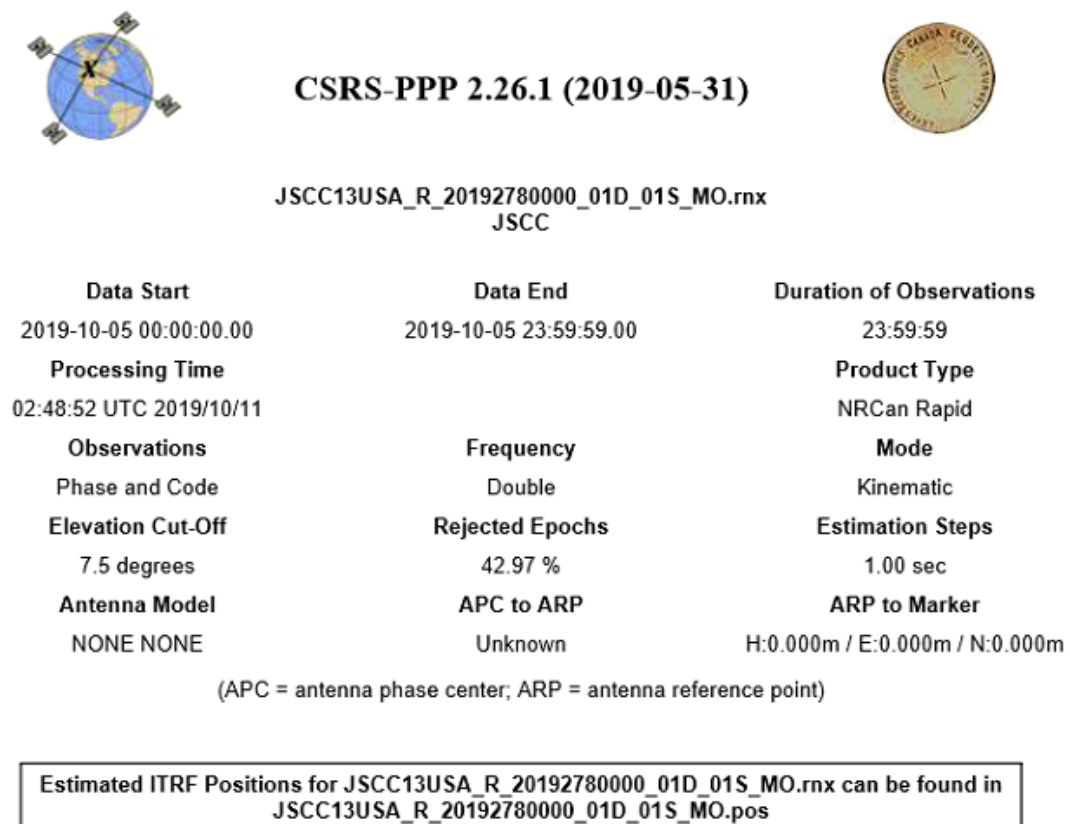 CSRS-PPP 2.26.1 (2019-05-31)
JSCC13USA_R_20192780000_01D_01S_MO.rnx
JSCC
Data Start Data End Duration of Observations
2019-10-05 00:00:00.00 2019-10-05 23:59:59.00 23:59:59
Processing Time Product Type
02:48:52 UTC 2019/10/11 NRCan Rapid
Observations Frequency Mode
Phase and Code Double Kinematic
Elevation Cut-Off Rejected Epochs Estimation Steps
7.5 degrees 42.97 % 1.00 sec
Antenna Model APC to ARP ARP to Marker
NONE NONE Unknown H:0.000m / E:0.000m / N:0.000m
(APC = antenna phase center; ARP = antenna reference point)
Estimated ITRF Positions for JSCC13USA_R_20192780000_01D_01S_MO.rnx can be found in
JSCC13USA_R_20192780000_01D_01S_MO.pos